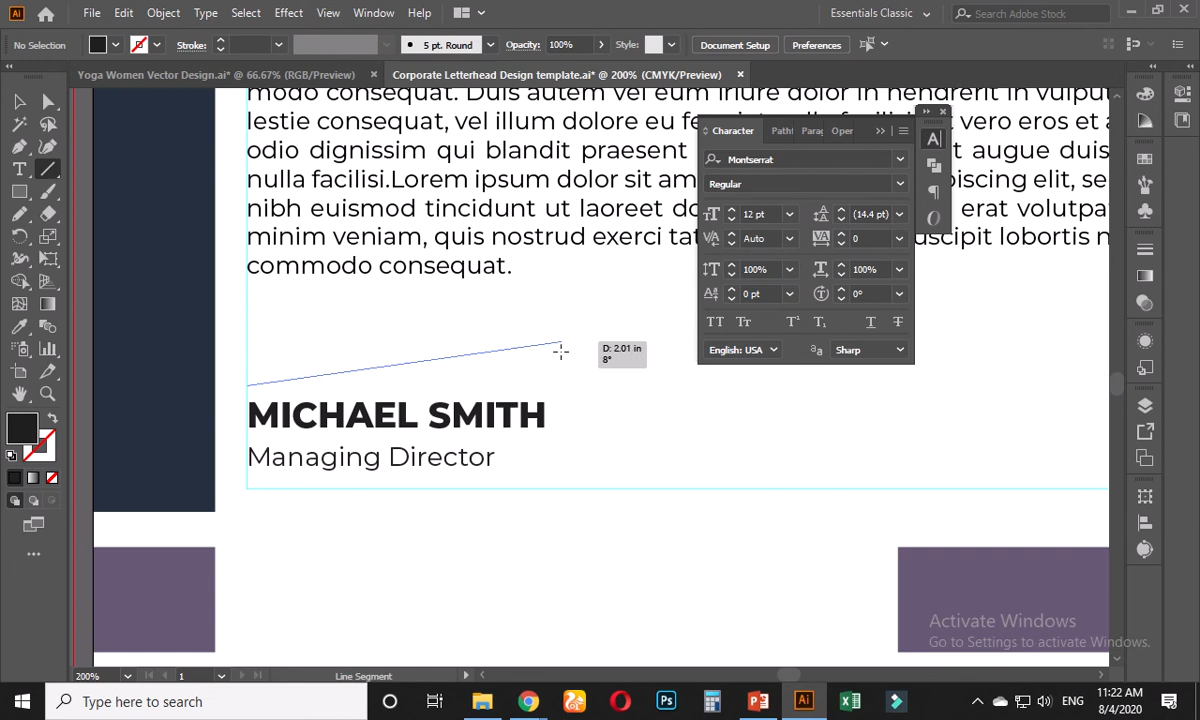 File Edit Object Type Select Effect View Window Help
Essentials Classic
Search Adobe Stock
No Selection
Stroke:
5 pt. Round
Opacity: 100%
Style:
Document Setup
Preferences
Yoga Women Vector Design.ai* @ 66.67% (RGB/Preview)
Corporate Letterhead Design template.ai* @ 200% (CMYK/Preview)
modo consequat. Duis autem vel eum iriure dolor in hendrerit in vulpu
lestie consequat, vel illum dolore eu fe vero eros et a
odio dignissim qui blandit praesent t augue duis
nulla facilisi.Lorem ipsum dolor sit am piscing elit, se
nibh euismod tincidunt ut laoreet do erat volutpa
minim veniam, quis nostrud exerci tat uscipit lobortis n
commodo consequat.
Character Path Para Oper
Montserrat
Regular
12 pt (14.4 pt)
Auto 0
100% 100%
0 pt 0°
English: USA
Sharp
D: 2.01 in
8°
MICHAEL SMITH
Managing Director
Activate Windows
Go to Settings to activate Windows.
200% 1 Line Segment
Type here to search
ENG
11:22 AM
8/4/2020